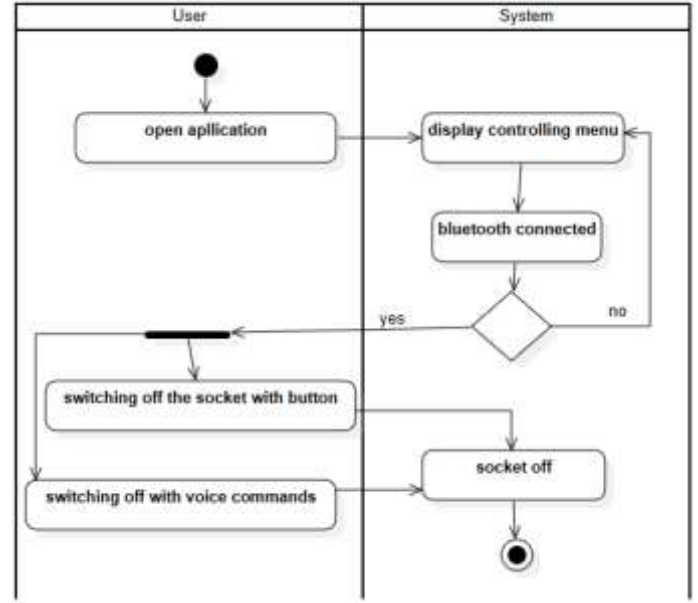 User
System
open apllication
display controlling menu
bluetooth connected
yes
no
switching off the socket with button
socket off
switching off with voice commands